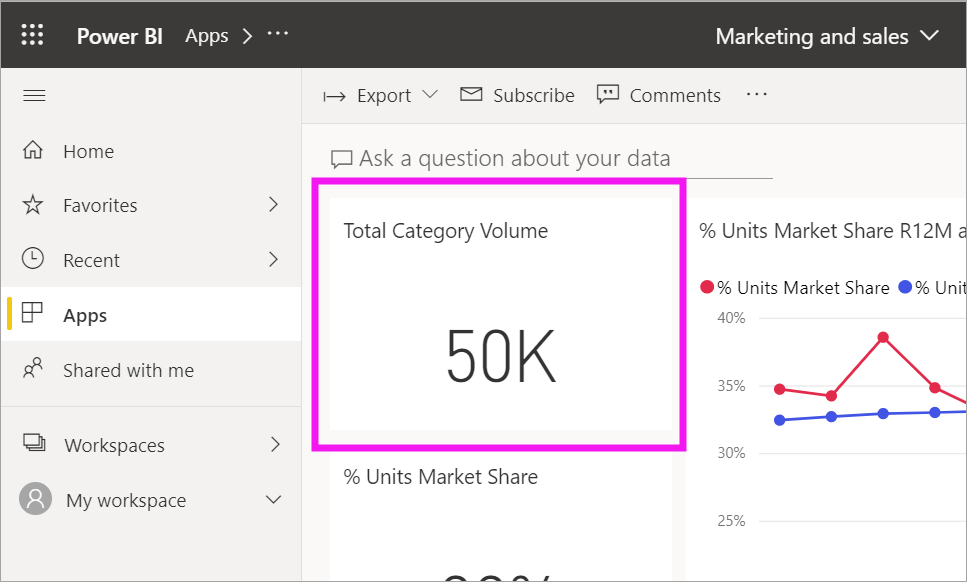 Power BI Apps > ...
Marketing and sales
Export Subscribe Comments ...
Home
Favorites
Recent
Apps
Shared with me
Workspaces
My workspace
Ask a question about your data
Total Category Volume
50K
% Units Market Share
% Units Market Share R12M a
% Units Market Share % Unit
40%
35%
30%
25%